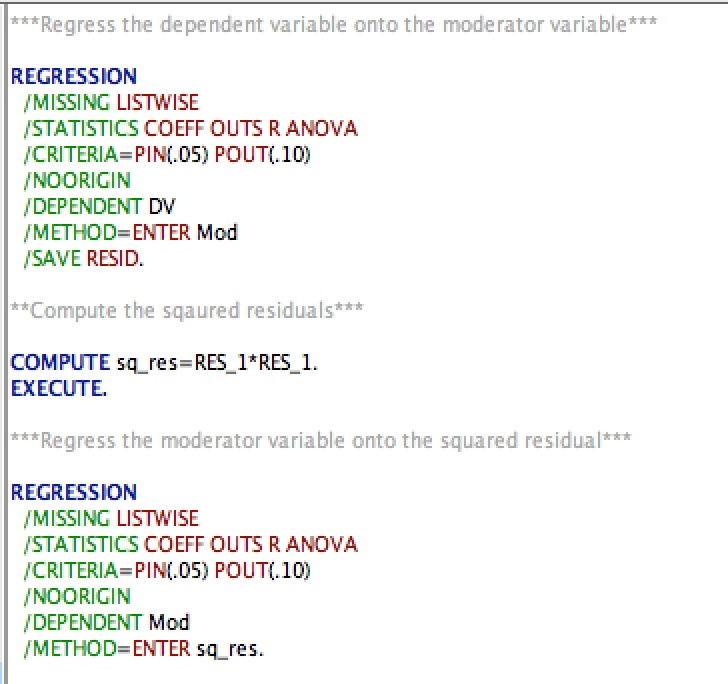 ***Regress the dependent variable onto the moderator variable***
REGRESSION
/MISSING LISTWISE
/STATISTICS COEFF OUTS R ANOVA
/CRITERIA=PIN(.05) POUT(.10)
/NOORIGIN
/DEPENDENT DV
/METHOD=ENTER Mod
/SAVE RESID.
**Compute the sqaured residuals***
COMPUTE sq_res=RES_1*RES_1.
EXECUTE.
***Regress the moderator variable onto the squared residual***
REGRESSION
/MISSING LISTWISE
/STATISTICS COEFF OUTS R ANOVA
/CRITERIA=PIN(.05) POUT(.10)
/NOORIGIN
/DEPENDENT Mod
/METHOD=ENTER sq_res.